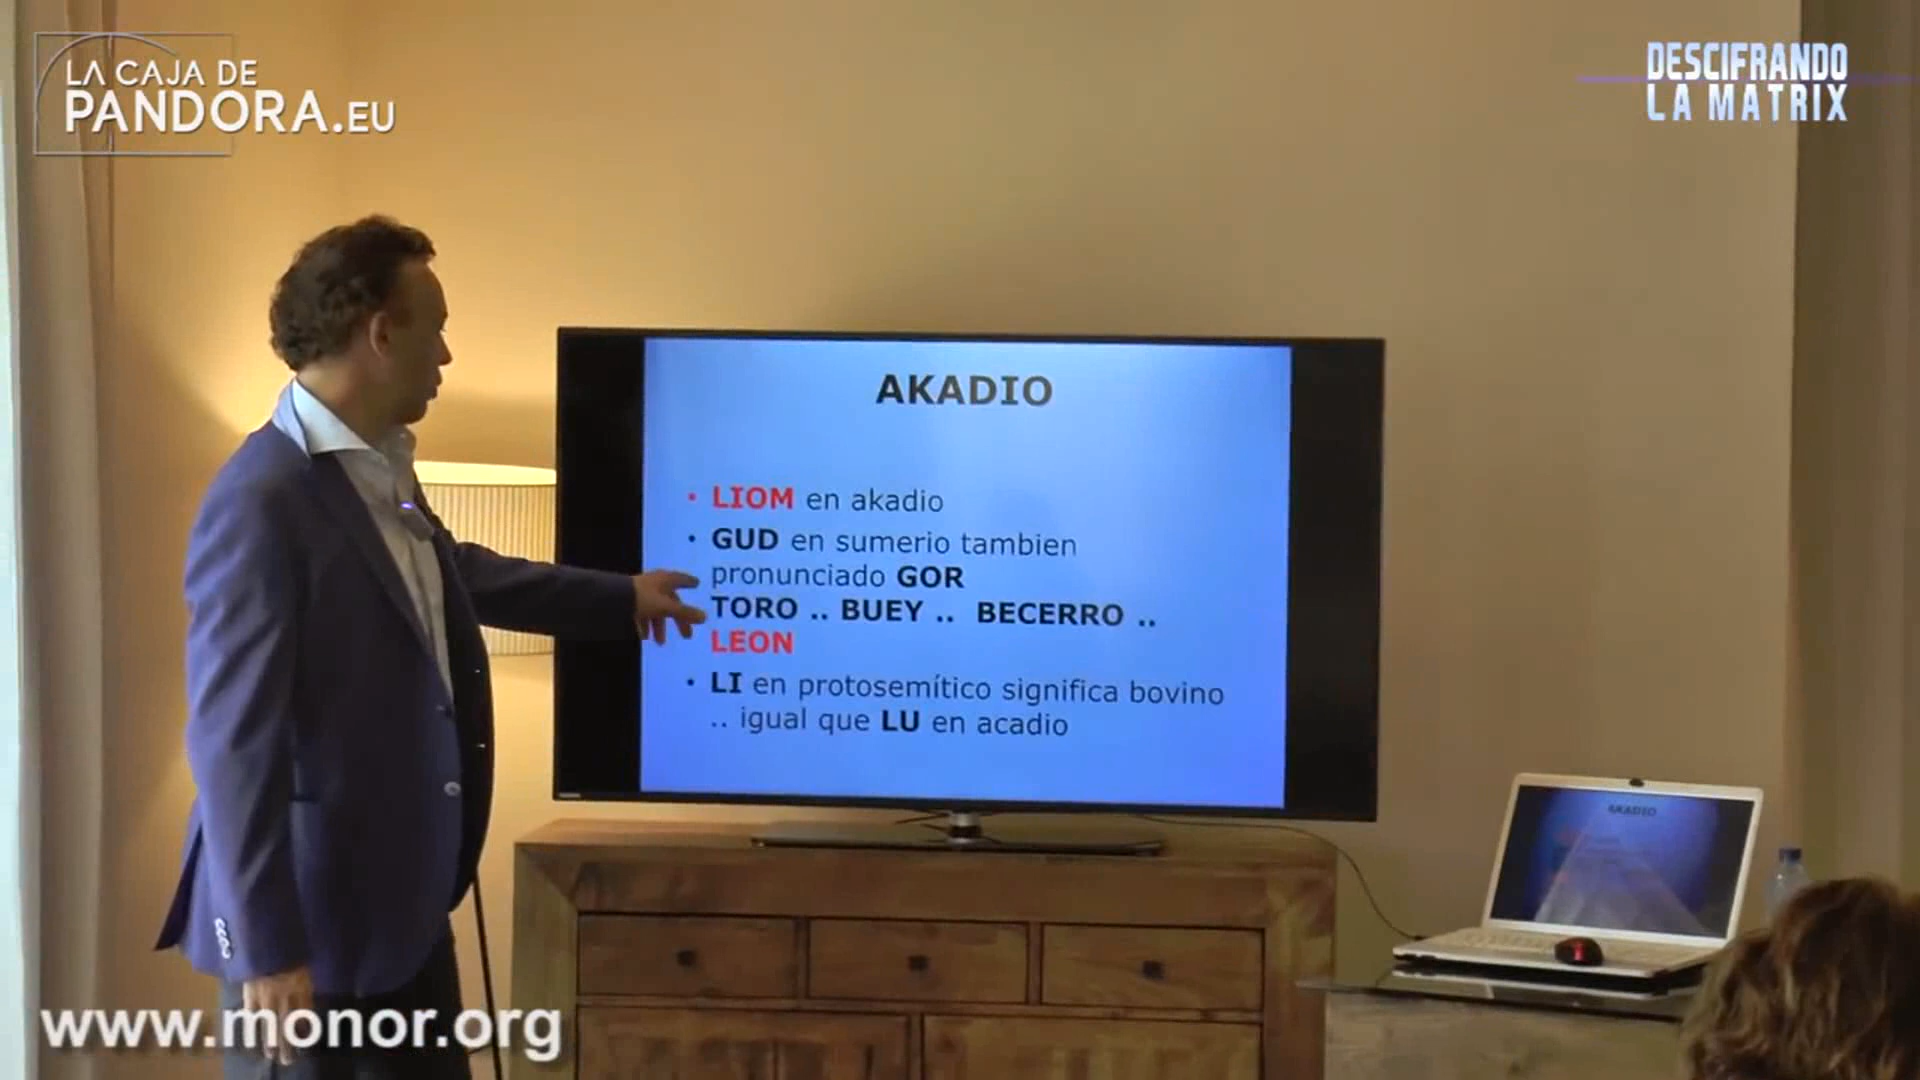 LA CAJA DE
PANDORA.EU
DESCIFRANDO
LA MATRIX
AKADIO
• LIOM en akadio
• GUD en sumerio tambien
pronunciado GOR
TORO .. BUEY .. BECERRO ..
LEON
• LI en protosemítico significa bovino
.. igual que LU en acadio
AKADIO
www.monor.org